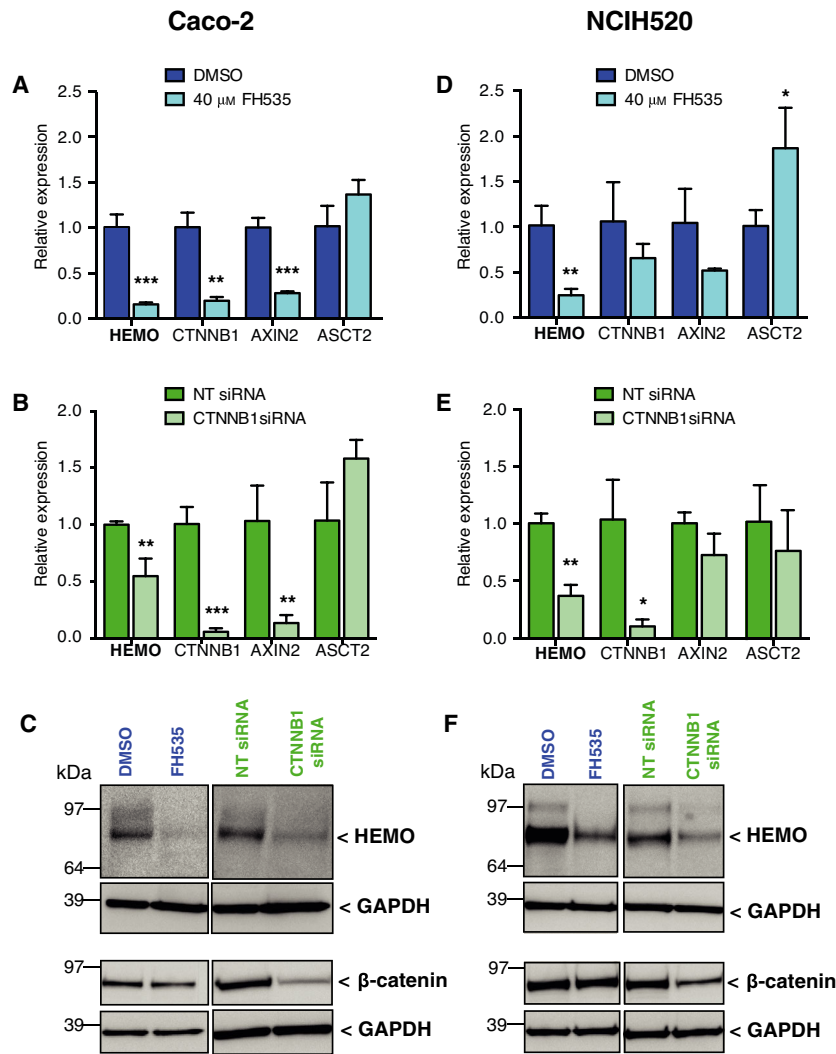 Caco-2
NCIH520
A
DMSO
40 µM FH535
Relative expression
2.5
2.0
1.5
1.0
0.5
0.0
***
**
***
HEMO
CTNNB1
AXIN2
ASCT2
D
DMSO
40 µM FH535
Relative expression
2.5
2.0
1.5
1.0
0.5
0.0
**
*
HEMO
CTNNB1
AXIN2
ASCT2
B
NT siRNA
CTNNB1siRNA
Relative expression
2.0
1.5
1.0
0.5
0.0
**
***
**
HEMO
CTNNB1
AXIN2
ASCT2
E
NT siRNA
CTNNB1siRNA
Relative expression
2.0
1.5
1.0
0.5
0.0
**
*
HEMO
CTNNB1
AXIN2
ASCT2
C
kDa
DMSO
FH535
NT siRNA
CTNNB1
siRNA
97
< HEMO
64
39
< GAPDH
97
< β-catenin
39
< GAPDH
F
kDa
DMSO
FH535
NT siRNA
CTNNB1
siRNA
97
< HEMO
64
39
< GAPDH
97
< β-catenin
39
< GAPDH